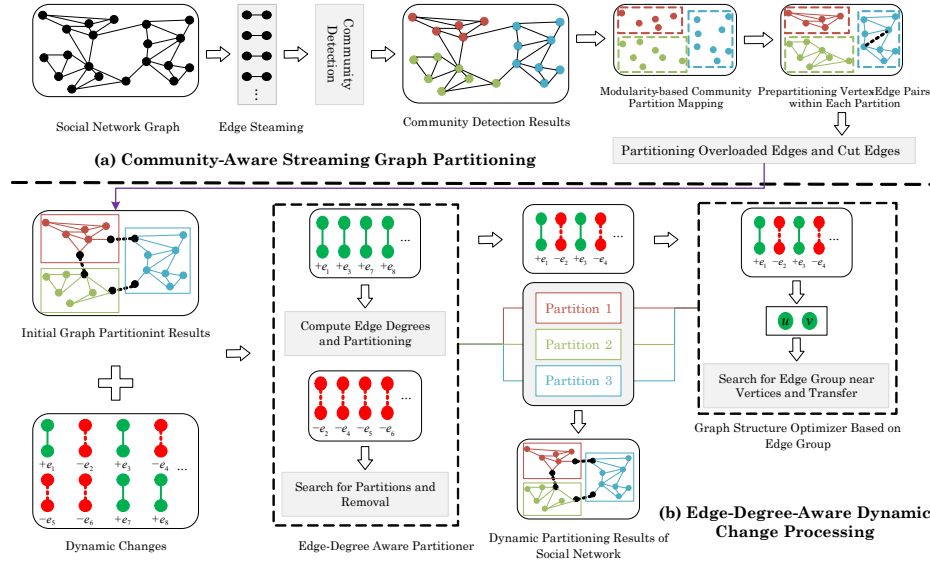 Community
Detection
Social Network Graph
Edge Steaming
Community Detection Results
Modularity-based Community
Partition Mapping
Prepartitioning VertexEdge Pairs
within Each Partition
(a) Community-Aware Streaming Graph Partitioning
Partitioning Overloaded Edges and Cut Edges
Initial Graph Partitionint Results
+e1 −e2 +e3 −e4 ...
−e5 −e6 +e7 +e8
Dynamic Changes
...
+e1 +e3 +e7 +e8
Compute Edge Degrees
and Partitioning
...
−e2 −e4 −e5 −e6
Search for Partitions and
Removal
Edge-Degree Aware Partitioner
...
+e1 −e2 +e3 −e4
Partition 1
Partition 2
Partition 3
Dynamic Partitioning Results of
Social Network
...
+e1 −e2 +e3 −e4
u v
Search for Edge Group near
Vertices and Transfer
Graph Structure Optimizer Based on
Edge Group
(b) Edge-Degree-Aware Dynamic
Change Processing